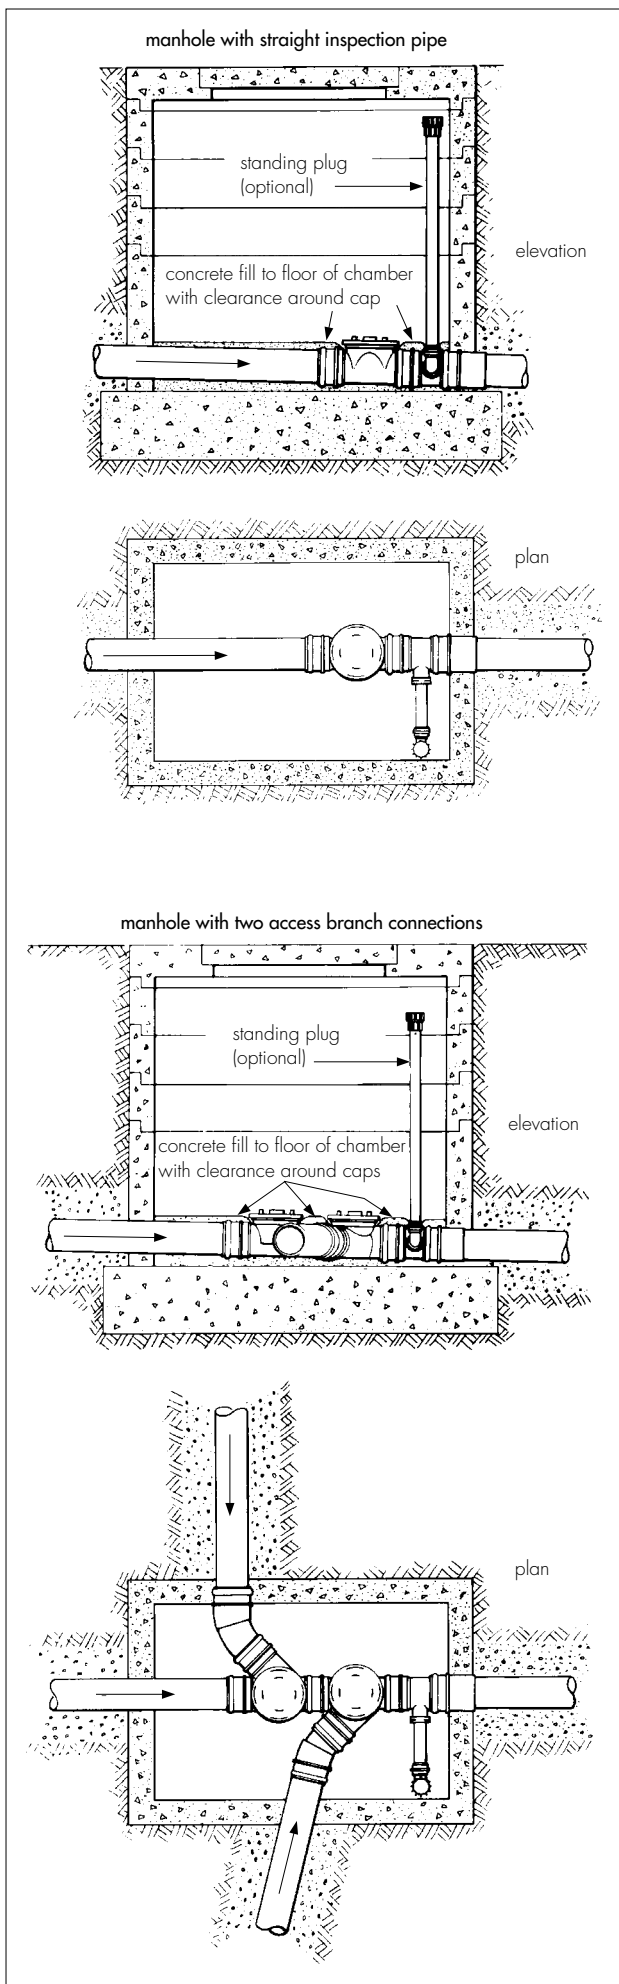 manhole with straight inspection pipe
standing plug
(optional)
elevation
concrete fill to floor of chamber
with clearance around cap
plan
manhole with two access branch connections
standing plug
(optional)
elevation
concrete fill to floor of chamber
with clearance around caps
plan